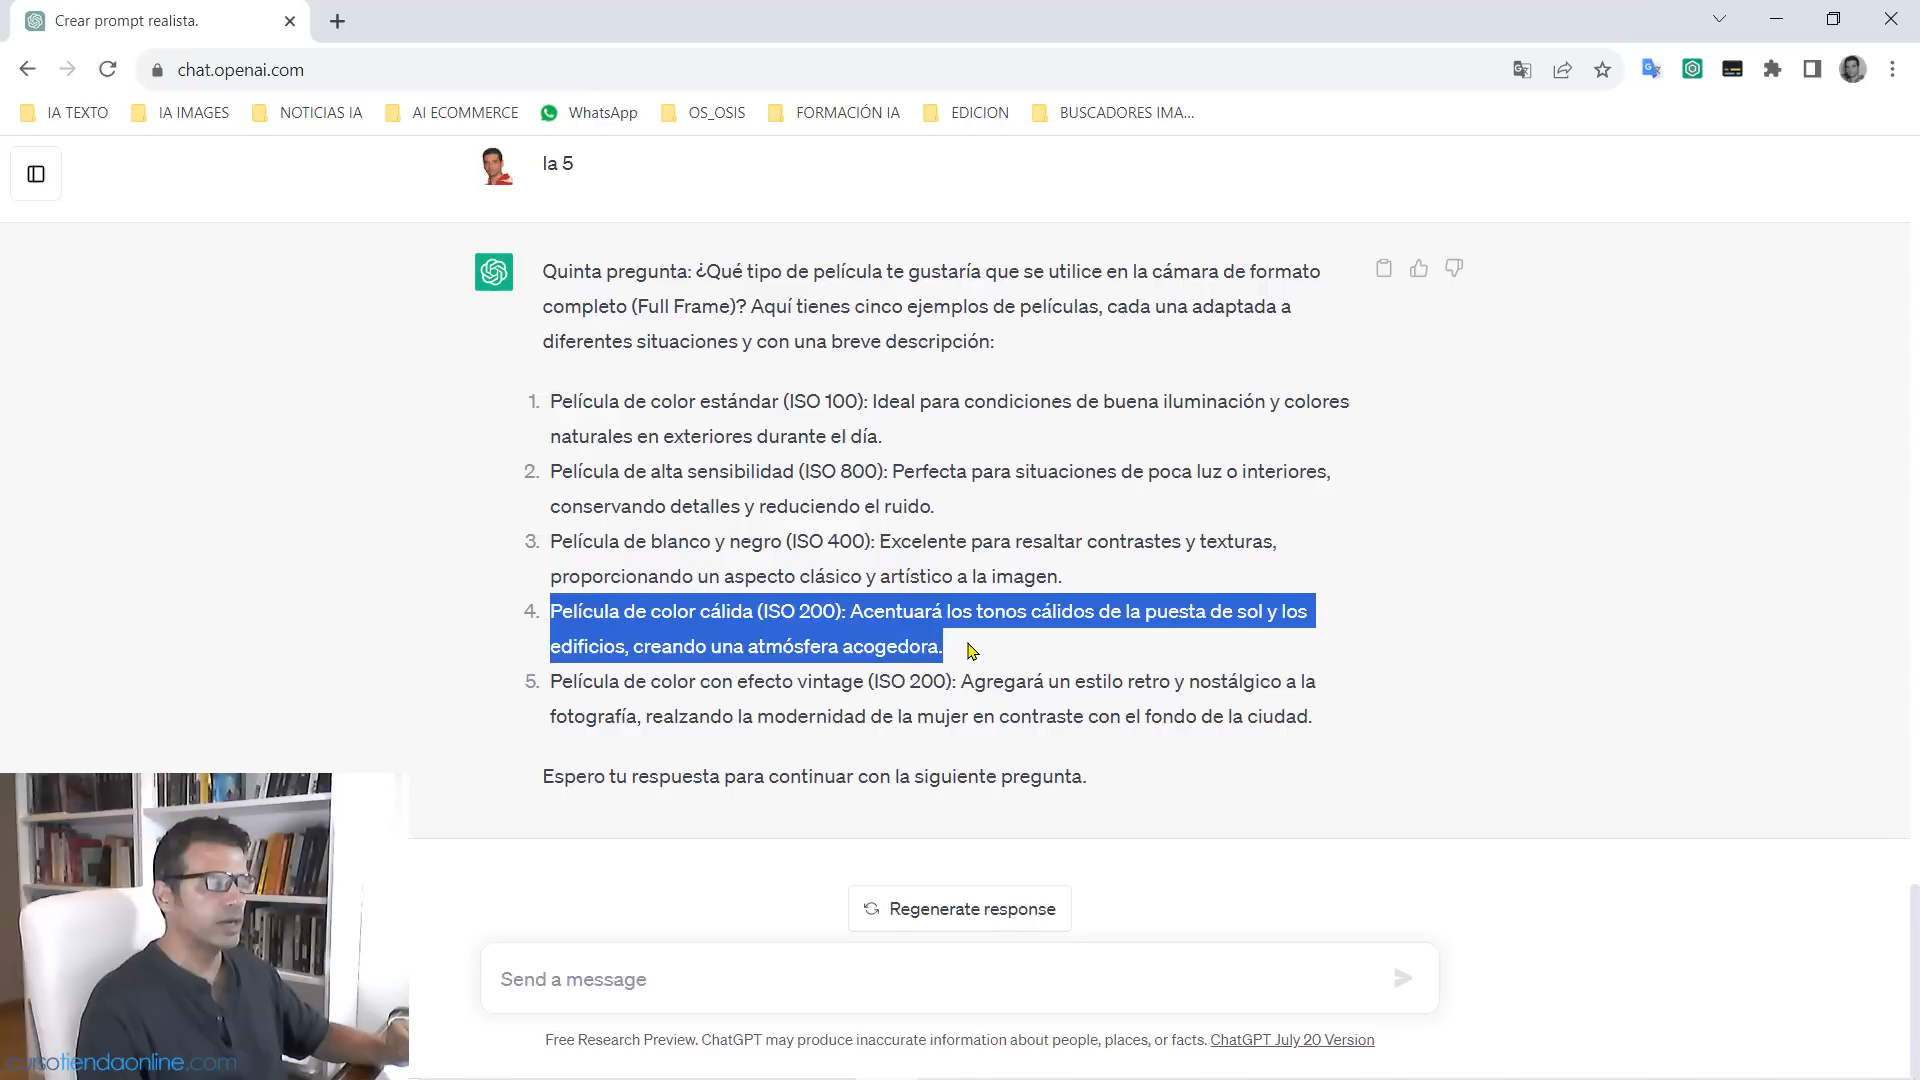 Crear prompt realista.
chat.openai.com
IA TEXTO
IA IMAGES
NOTICIAS IA
AI ECOMMERCE
WhatsApp
OS_OSIS
FORMACIÓN IA
EDICION
BUSCADORES IMA...
la 5
Quinta pregunta: ¿Qué tipo de película te gustaría que se utilice en la cámara de formato
completo (Full Frame)? Aquí tienes cinco ejemplos de películas, cada una adaptada a
diferentes situaciones y con una breve descripción:
1. Película de color estándar (ISO 100): Ideal para condiciones de buena iluminación y colores
naturales en exteriores durante el día.
2. Película de alta sensibilidad (ISO 800): Perfecta para situaciones de poca luz o interiores,
conservando detalles y reduciendo el ruido.
3. Película de blanco y negro (ISO 400): Excelente para resaltar contrastes y texturas,
proporcionando un aspecto clásico y artístico a la imagen.
4. Película de color cálida (ISO 200): Acentuará los tonos cálidos de la puesta de sol y los
edificios, creando una atmósfera acogedora.
5. Película de color con efecto vintage (ISO 200): Agregará un estilo retro y nostálgico a la
fotografía, realzando la modernidad de la mujer en contraste con el fondo de la ciudad.
Espero tu respuesta para continuar con la siguiente pregunta.
Regenerate response
Send a message
Free Research Preview. ChatGPT may produce inaccurate information about people, places, or facts. ChatGPT July 20 Version
cursotiendaonline.com